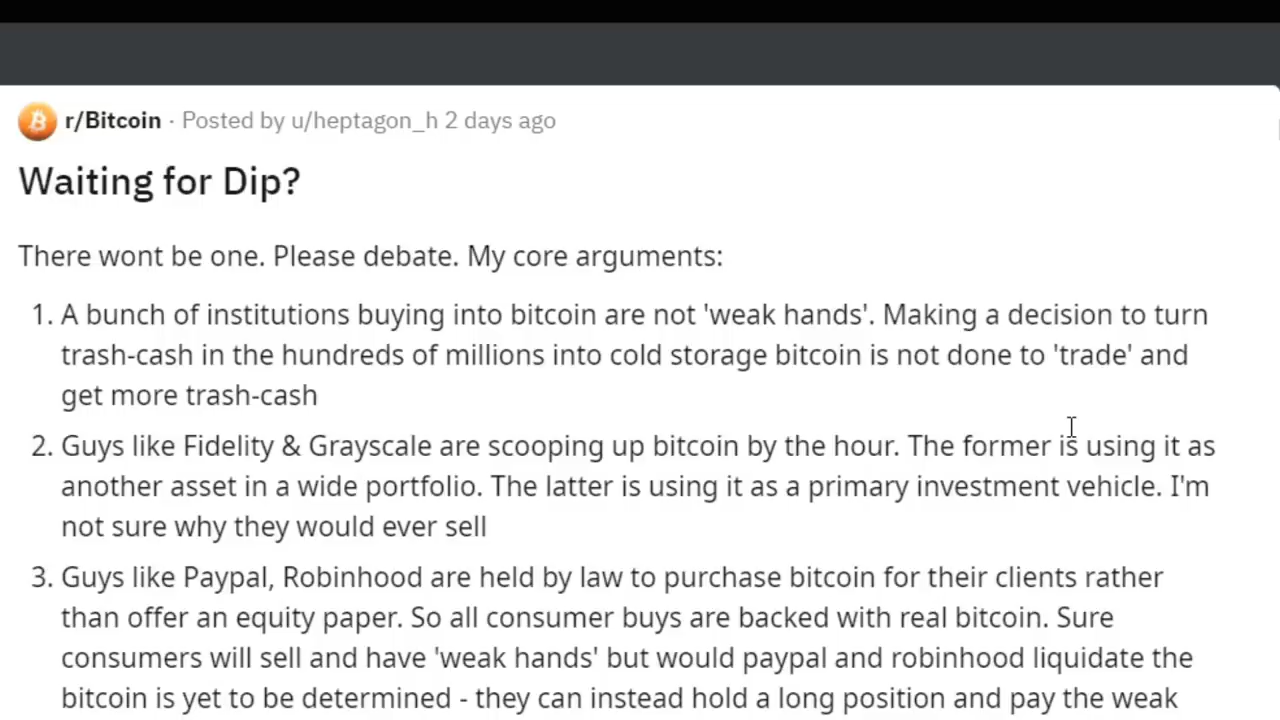 r/Bitcoin · Posted by u/heptagon_h 2 days ago
Waiting for Dip?
There wont be one. Please debate. My core arguments:
1. A bunch of institutions buying into bitcoin are not 'weak hands'. Making a decision to turn
trash-cash in the hundreds of millions into cold storage bitcoin is not done to 'trade' and
get more trash-cash
2. Guys like Fidelity & Grayscale are scooping up bitcoin by the hour. The former is using it as
another asset in a wide portfolio. The latter is using it as a primary investment vehicle. I'm
not sure why they would ever sell
3. Guys like Paypal, Robinhood are held by law to purchase bitcoin for their clients rather
than offer an equity paper. So all consumer buys are backed with real bitcoin. Sure
consumers will sell and have 'weak hands' but would paypal and robinhood liquidate the
bitcoin is yet to be determined - they can instead hold a long position and pay the weak